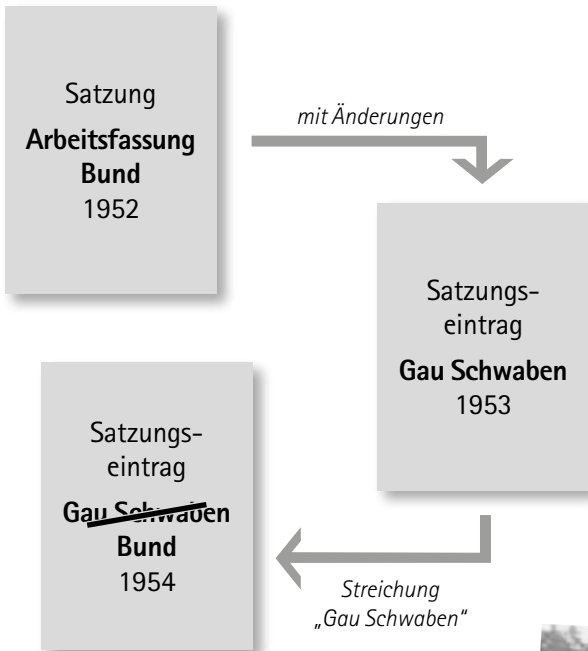 Satzung
Arbeitsfassung
Bund
1952
mit Änderungen
Satzungs-
eintrag
Gau Schwaben
1953
Streichung
„Gau Schwaben“
Satzungs-
eintrag
Gau Schwaben
Bund
1954